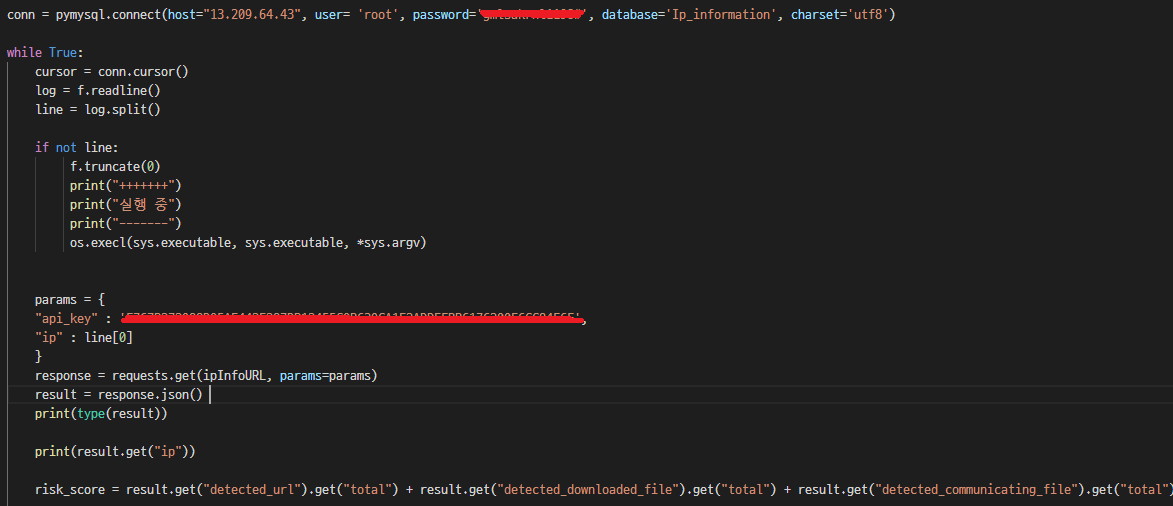 conn = pymysql.connect(host="13.209.64.43", user= 'root', password=' ', database='Ip_information', charset='utf8')
while True:
cursor = conn.cursor()
log = f.readline()
line = log.split()
if not line:
f.truncate(0)
print("+++++++")
print("실행 중")
print("-------")
os.execl(sys.executable, sys.executable, *sys.argv)
params = {
"api_key" : ' ',
"ip" : line[0]
}
response = requests.get(ipInfoURL, params=params)
result = response.json()
print(type(result))
print(result.get("ip"))
risk_score = result.get("detected_url").get("total") + result.get("detected_downloaded_file").get("total") + result.get("detected_communicating_file").get("total")